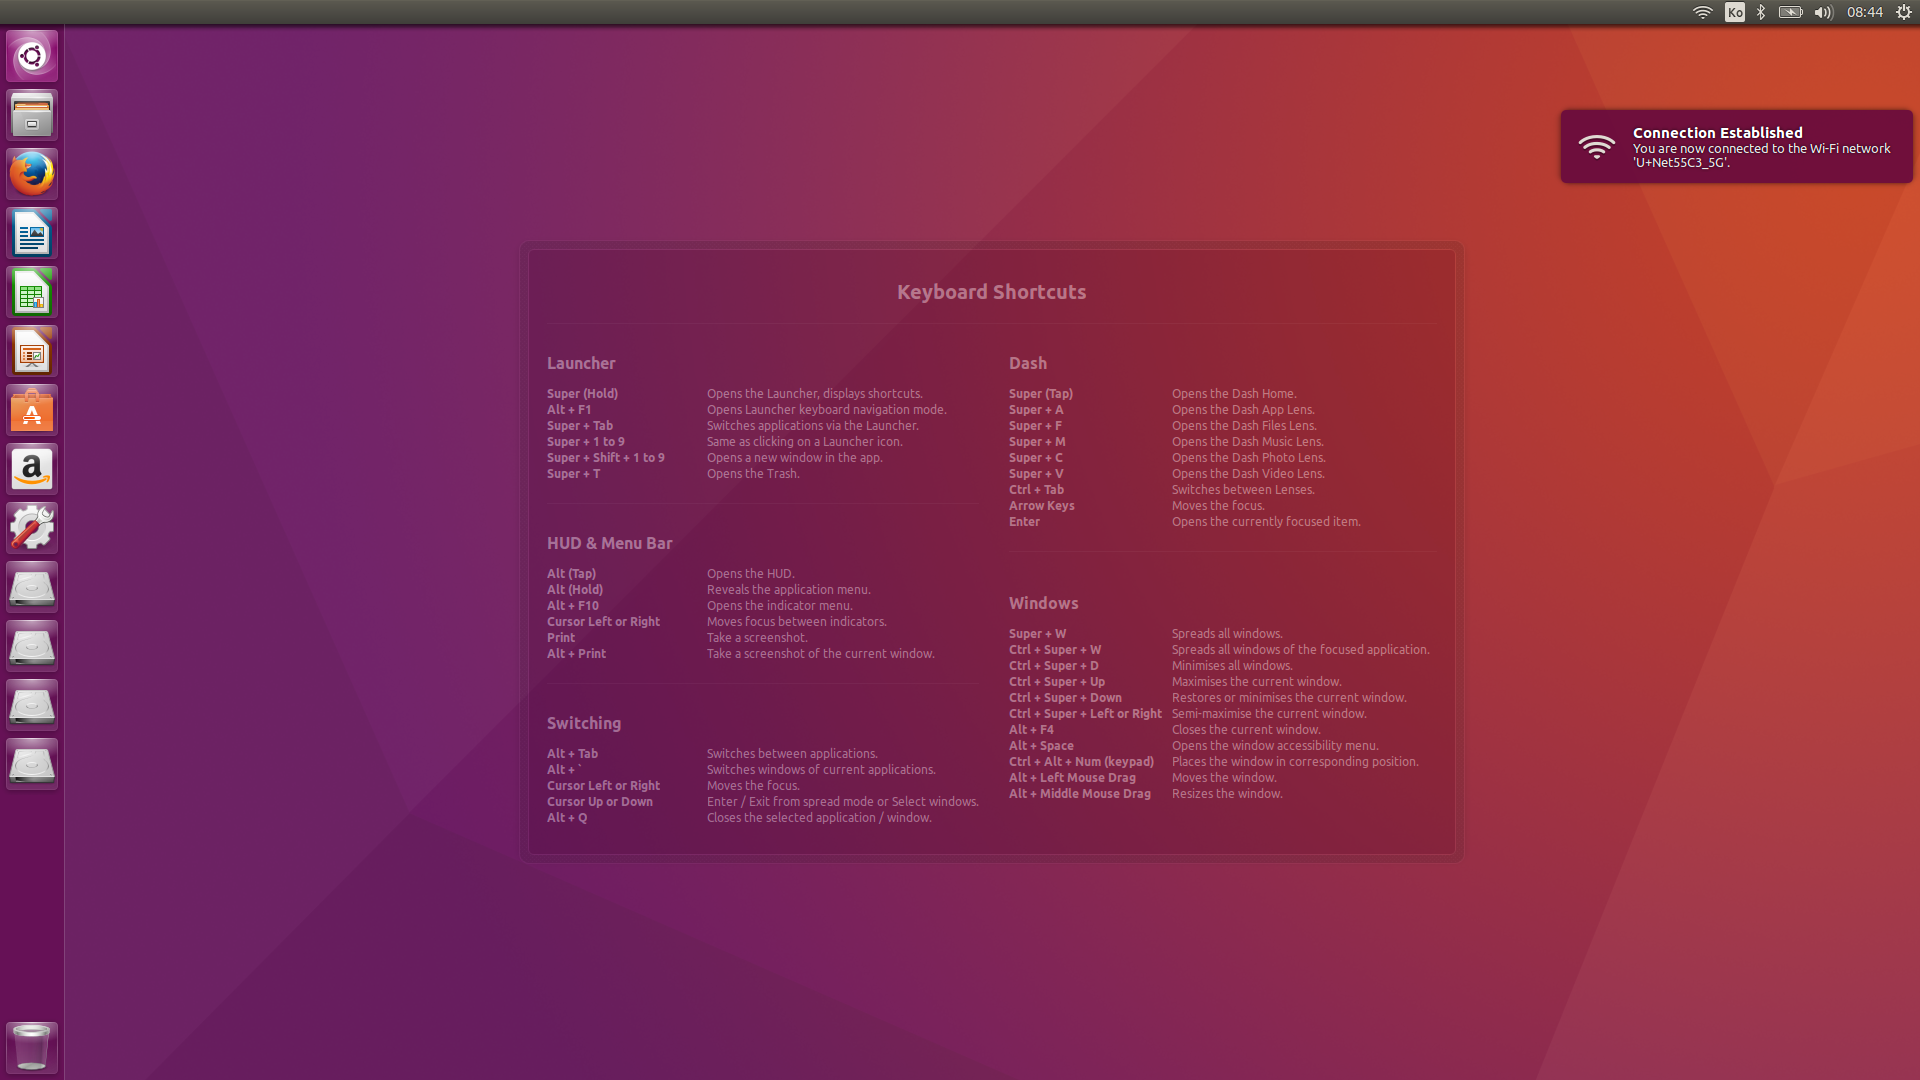 Ko
08:44
Connection Established
You are now connected to the Wi-Fi network
'U+Net55C3_5G'.
Keyboard Shortcuts
Launcher
Super (Hold) Opens the Launcher, displays shortcuts.
Alt + F1 Opens Launcher keyboard navigation mode.
Super + Tab Switches applications via the Launcher.
Super + 1 to 9 Same as clicking on a Launcher icon.
Super + Shift + 1 to 9 Opens a new window in the app.
Super + T Opens the Trash.
HUD & Menu Bar
Alt (Tap) Opens the HUD.
Alt (Hold) Reveals the application menu.
Alt + F10 Opens the indicator menu.
Cursor Left or Right Moves focus between indicators.
Print Take a screenshot.
Alt + Print Take a screenshot of the current window.
Switching
Alt + Tab Switches between applications.
Alt + ` Switches windows of current applications.
Cursor Left or Right Moves the focus.
Cursor Up or Down Enter / Exit from spread mode or Select windows.
Alt + Q Closes the selected application / window.
Dash
Super (Tap) Opens the Dash Home.
Super + A Opens the Dash App Lens.
Super + F Opens the Dash Files Lens.
Super + M Opens the Dash Music Lens.
Super + C Opens the Dash Photo Lens.
Super + V Opens the Dash Video Lens.
Ctrl + Tab Switches between Lenses.
Arrow Keys Moves the focus.
Enter Opens the currently focused item.
Windows
Super + W Spreads all windows.
Ctrl + Super + W Spreads all windows of the focused application.
Ctrl + Super + D Minimises all windows.
Ctrl + Super + Up Maximises the current window.
Ctrl + Super + Down Restores or minimises the current window.
Ctrl + Super + Left or Right Semi-maximise the current window.
Alt + F4 Closes the current window.
Alt + Space Opens the window accessibility menu.
Ctrl + Alt + Num (keypad) Places the window in corresponding position.
Alt + Left Mouse Drag Moves the window.
Alt + Middle Mouse Drag Resizes the window.